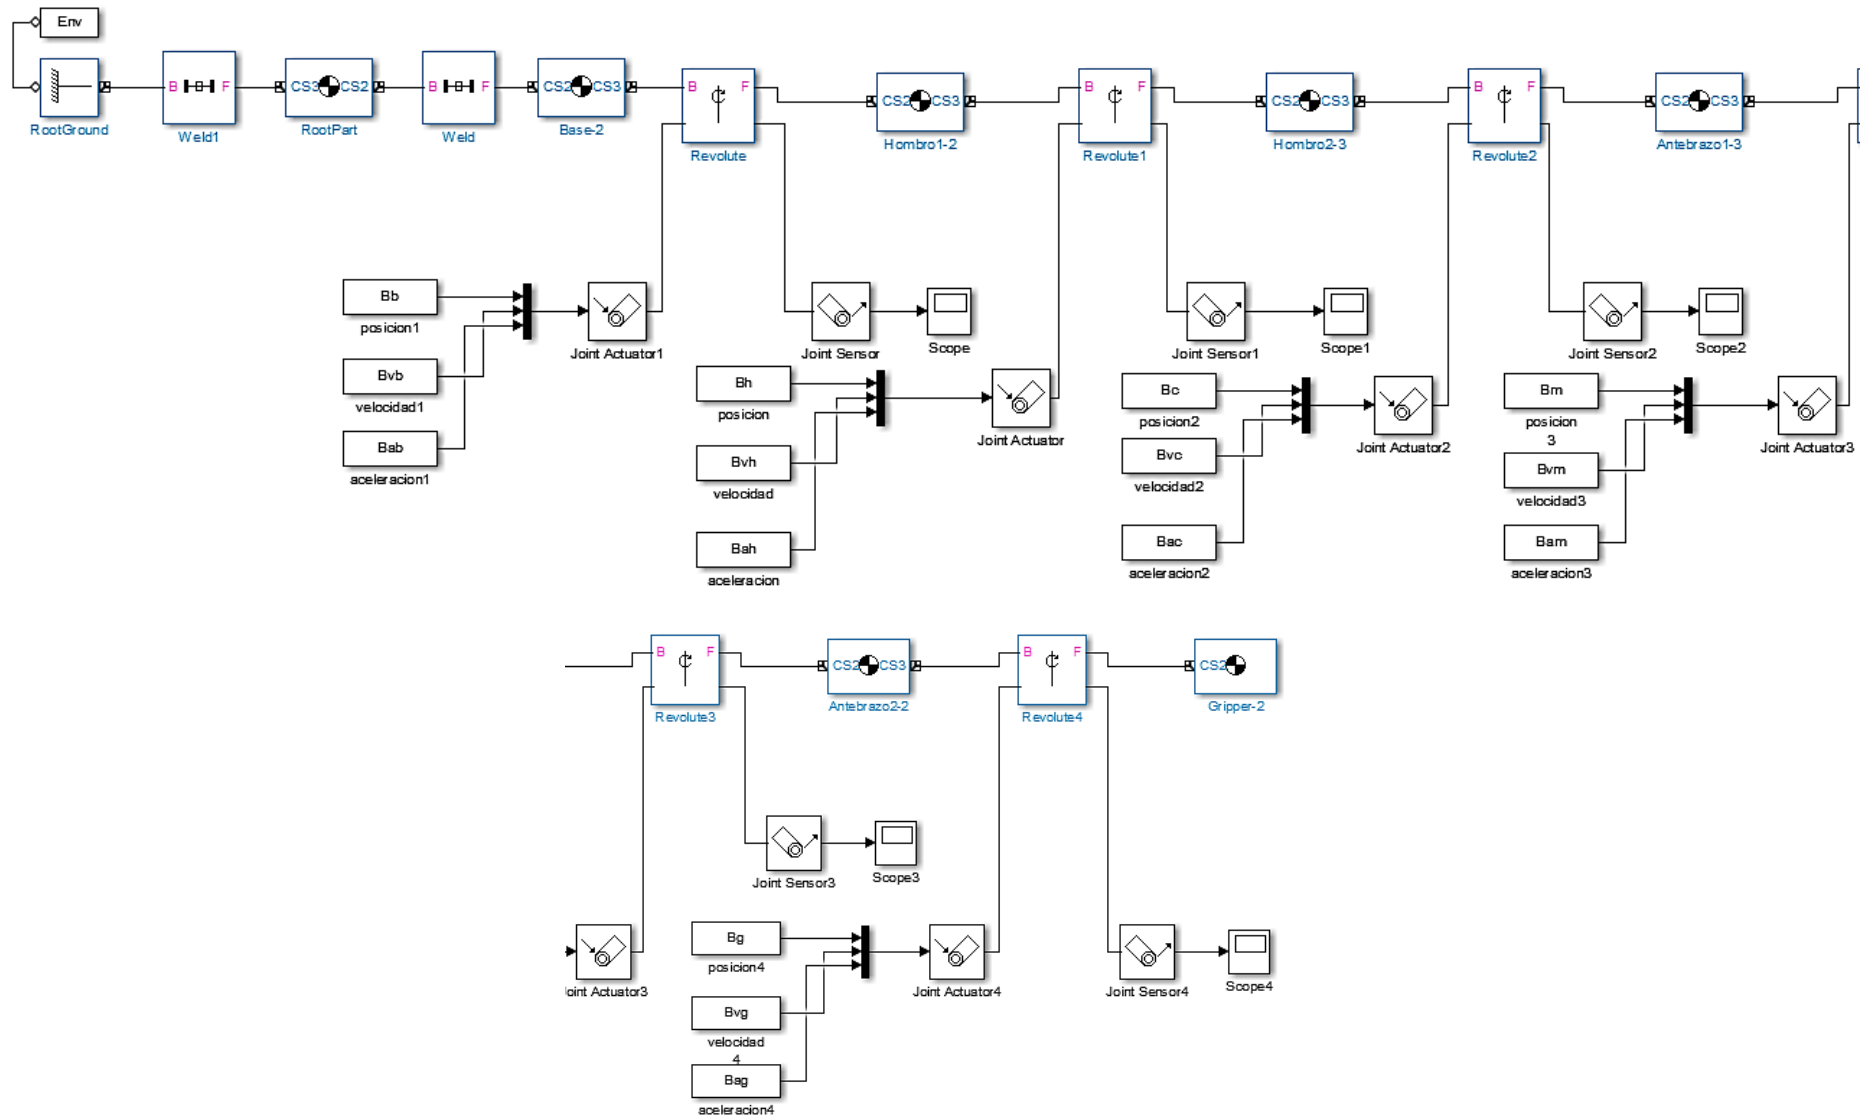 Env
B F
CS3 CS2
B F
CS2 CS3
B F
CS2 CS3
B F
CS2 CS3
B F
CS2 CS3
RootGround
Weld1
RootPart
Weld
Base-2
Revolute
Hombro1-2
Revolute1
Hombro2-3
Revolute2
Antebrazo1-3
Bb
posicion1
Bvb
velocidad1
Bab
aceleracion1
Joint Actuator1
Joint Sensor
Scope
Bh
posicion
Bvh
velocidad
Bah
aceleracion
Joint Actuator
Joint Sensor1
Scope1
Bc
posicion2
Bvc
velocidad2
Bac
aceleracion2
Joint Actuator2
Joint Sensor2
Scope2
Bm
posicion
3
Bvm
velocidad3
Bam
aceleracion3
Joint Actuator3
B F
CS2 CS3
B F
CS2
Revolute3
Antebrazo2-2
Revolute4
Gripper-2
Joint Sensor3
Scope3
Joint Actuator3
Bg
posicion4
Bvg
velocidad
4
Bag
aceleracion4
Joint Actuator4
Joint Sensor4
Scope4